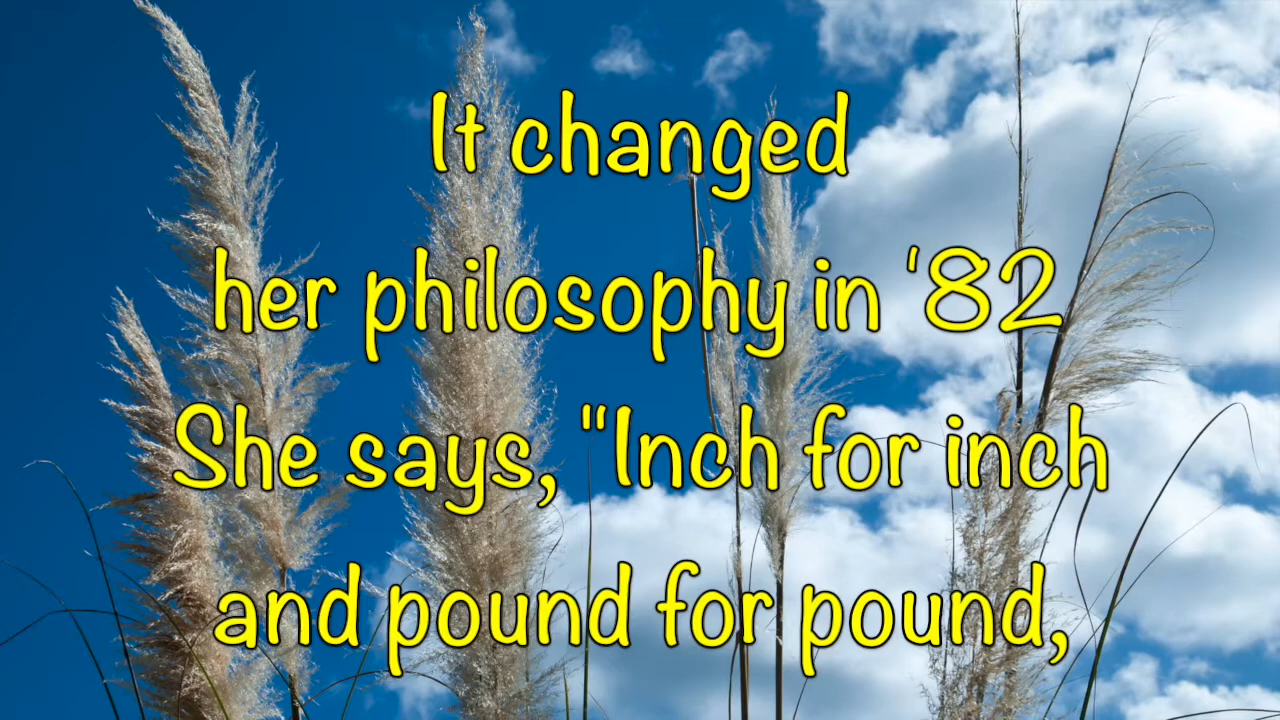 It changed
her philosophy in '82
She says, "Inch for inch
and pound for pound,